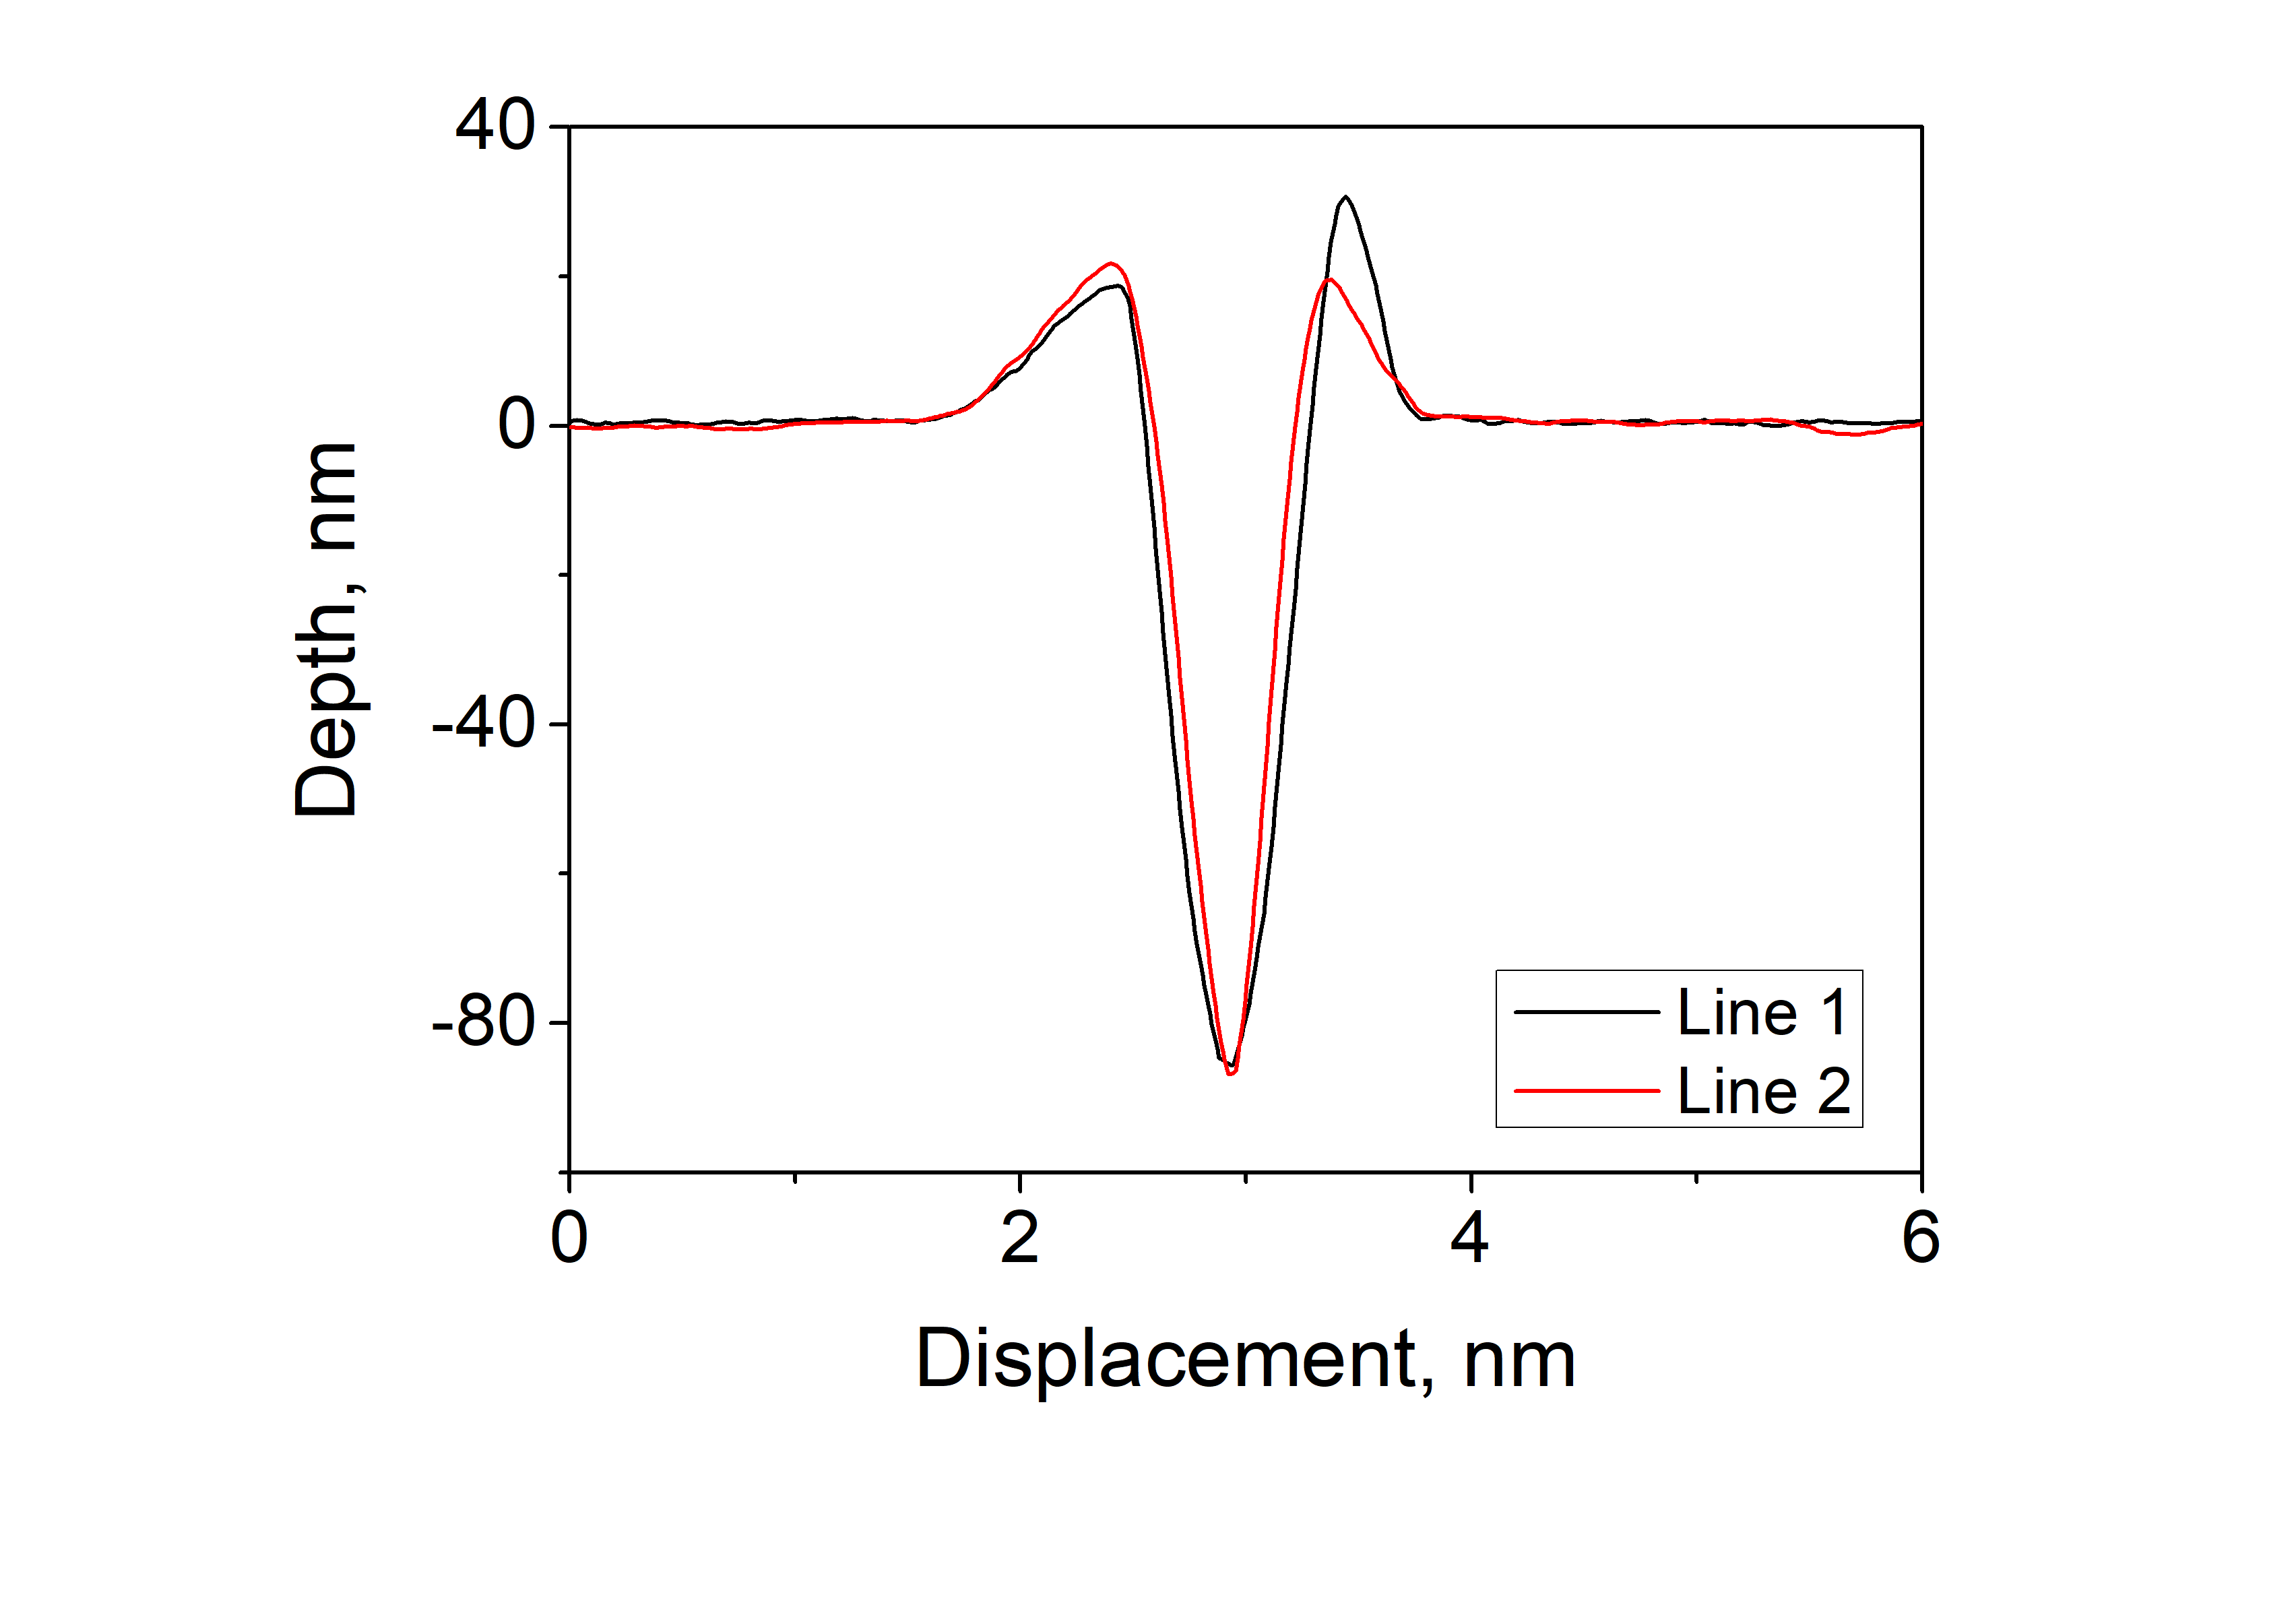 40
0
-40
-80
Depth, nm
Line 1
Line 2
0 2 4 6
Displacement, nm